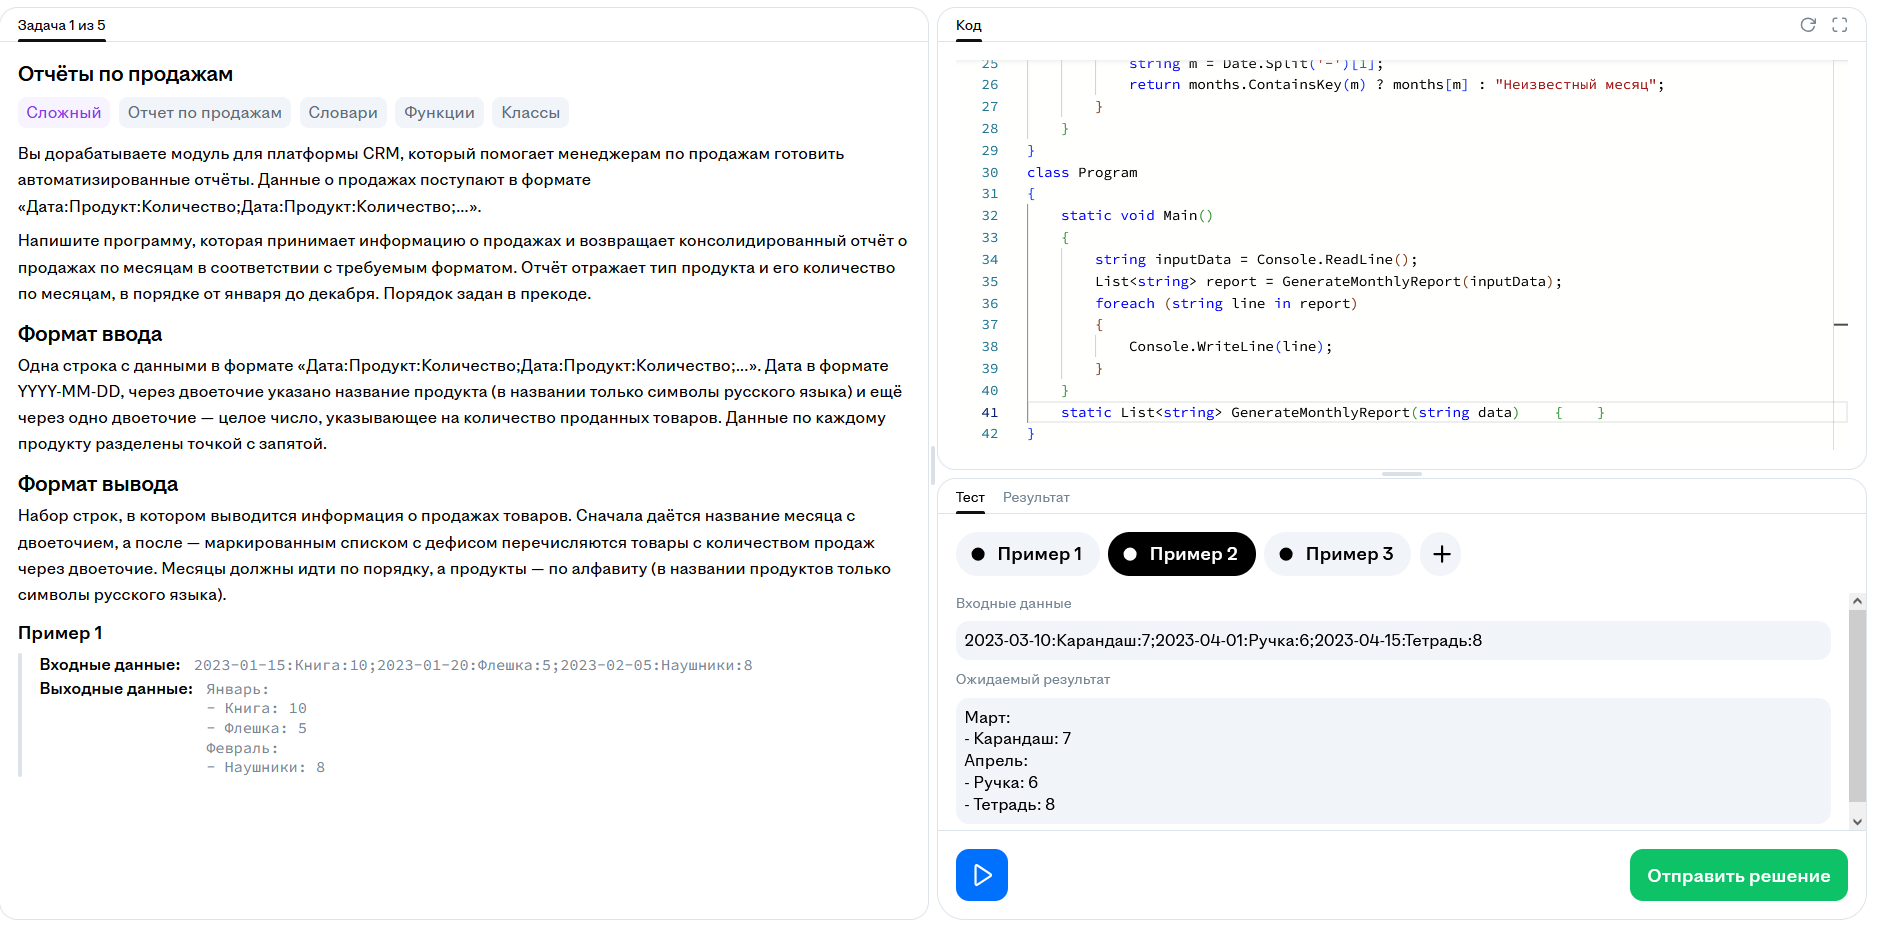 Задача 1 из 5
Отчёты по продажам
Сложный Отчет по продажам Словари Функции Классы
Вы дорабатываете модуль для платформы CRM, который помогает менеджерам по продажам готовить
автоматизированные отчёты. Данные о продажах поступают в формате
«Дата:Продукт:Количество;Дата:Продукт:Количество;...».
Напишите программу, которая принимает информацию о продажах и возвращает консолидированный отчёт о
продажах по месяцам в соответствии с требуемым форматом. Отчёт отражает тип продукта и его количество
по месяцам, в порядке от января до декабря. Порядок задан в прекоде.
Формат ввода
Одна строка с данными в формате «Дата:Продукт:Количество;Дата:Продукт:Количество;...». Дата в формате
YYYY-MM-DD, через двоеточие указано название продукта (в названии только символы русского языка) и ещё
через одно двоеточие — целое число, указывающее на количество проданных товаров. Данные по каждому
продукту разделены точкой с запятой.
Формат вывода
Набор строк, в котором выводится информация о продажах товаров. Сначала даётся название месяца с
двоеточием, а после — маркированным списком с дефисом перечисляются товары с количеством продаж
через двоеточие. Месяцы должны идти по порядку, а продукты — по алфавиту (в названии продуктов только
символы русского языка).
Пример 1
Входные данные: 2023-01-15:Книга:10;2023-01-20:Флешка:5;2023-02-05:Наушники:8
Выходные данные: Январь:
- Книга: 10
- Флешка: 5
Февраль:
- Наушники: 8
Код
25 string m = Date.Split('-')[1];
26 return months.ContainsKey(m) ? months[m] : "Неизвестный месяц";
27 }
28 }
29 }
30 class Program
31 {
32 static void Main()
33 {
34 string inputData = Console.ReadLine();
35 List<string> report = GenerateMonthlyReport(inputData);
36 foreach (string line in report)
37 {
38 Console.WriteLine(line);
39 }
40 }
41 static List<string> GenerateMonthlyReport(string data) { }
42 }
Тест Результат
Пример 1 Пример 2 Пример 3 +
Входные данные
2023-03-10:Карандаш:7;2023-04-01:Ручка:6;2023-04-15:Тетрадь:8
Ожидаемый результат
Март:
- Карандаш: 7
Апрель:
- Ручка: 6
- Тетрадь: 8
Отправить решение